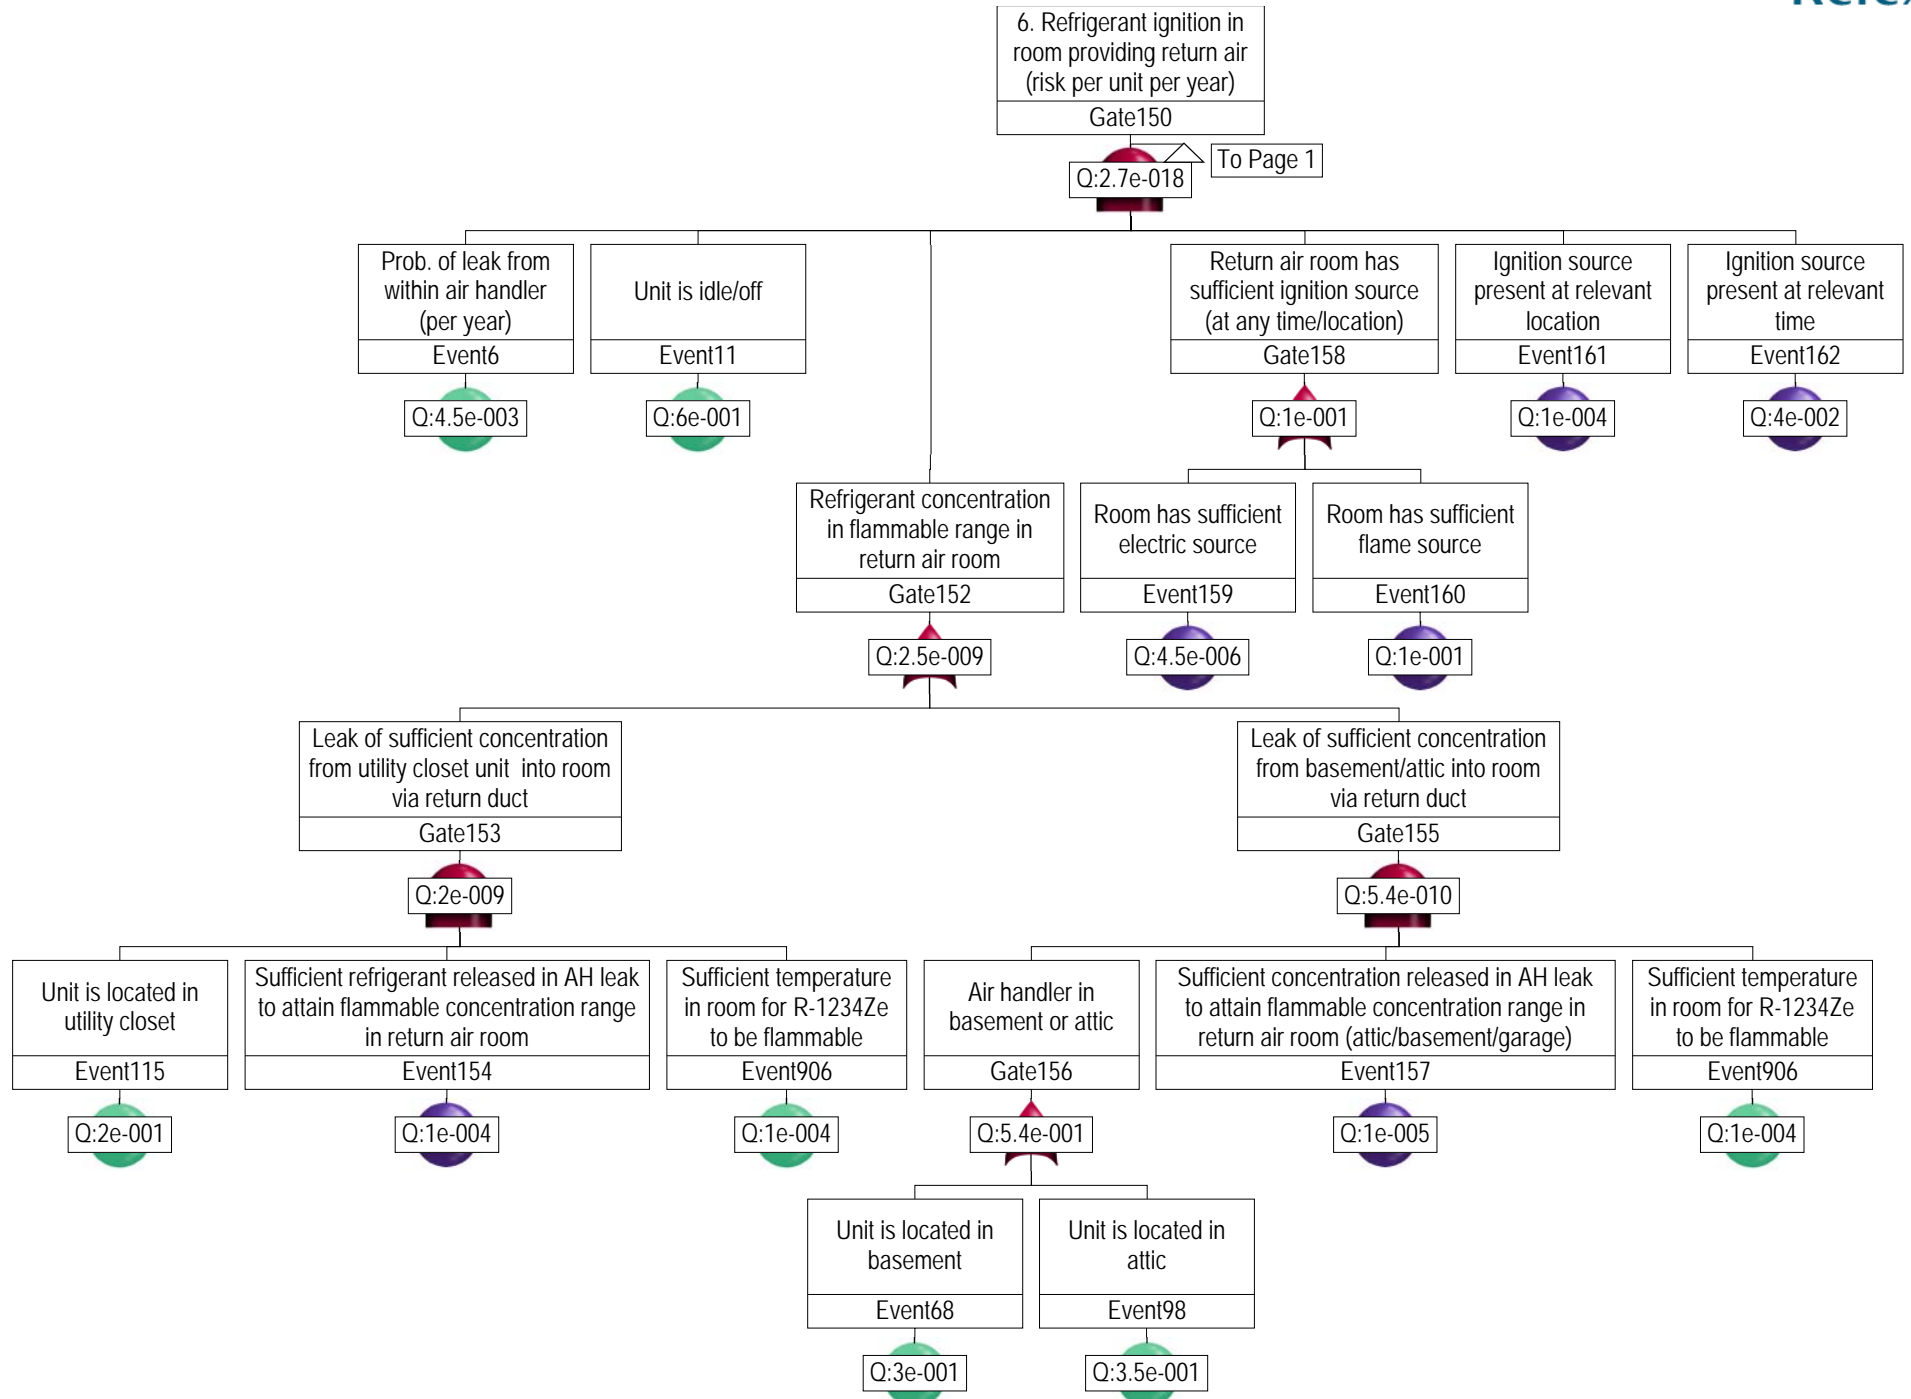 6. Refrigerant ignition in
room providing return air
(risk per unit per year)
Gate150
To Page 1
Q:2.7e-018
Prob. of leak from
within air handler
(per year)
Event6
Q:4.5e-003
Unit is idle/off
Event11
Q:6e-001
Return air room has
sufficient ignition source
(at any time/location)
Gate158
Q:1e-001
Ignition source
present at relevant
location
Event161
Q:1e-004
Ignition source
present at relevant
time
Event162
Q:4e-002
Refrigerant concentration
in flammable range in
return air room
Gate152
Q:2.5e-009
Room has sufficient
electric source
Event159
Q:4.5e-006
Room has sufficient
flame source
Event160
Q:1e-001
Leak of sufficient concentration
from utility closet unit into room
via return duct
Gate153
Q:2e-009
Leak of sufficient concentration
from basement/attic into room
via return duct
Gate155
Q:5.4e-010
Unit is located in
utility closet
Event115
Q:2e-001
Sufficient refrigerant released in AH leak
to attain flammable concentration range
in return air room
Event154
Q:1e-004
Sufficient temperature
in room for R-1234Ze
to be flammable
Event906
Q:1e-004
Air handler in
basement or attic
Gate156
Q:5.4e-001
Sufficient concentration released in AH leak
to attain flammable concentration range in
return air room (attic/basement/garage)
Event157
Q:1e-005
Sufficient temperature
in room for R-1234Ze
to be flammable
Event906
Q:1e-004
Unit is located in
basement
Event68
Q:3e-001
Unit is located in
attic
Event98
Q:3.5e-001